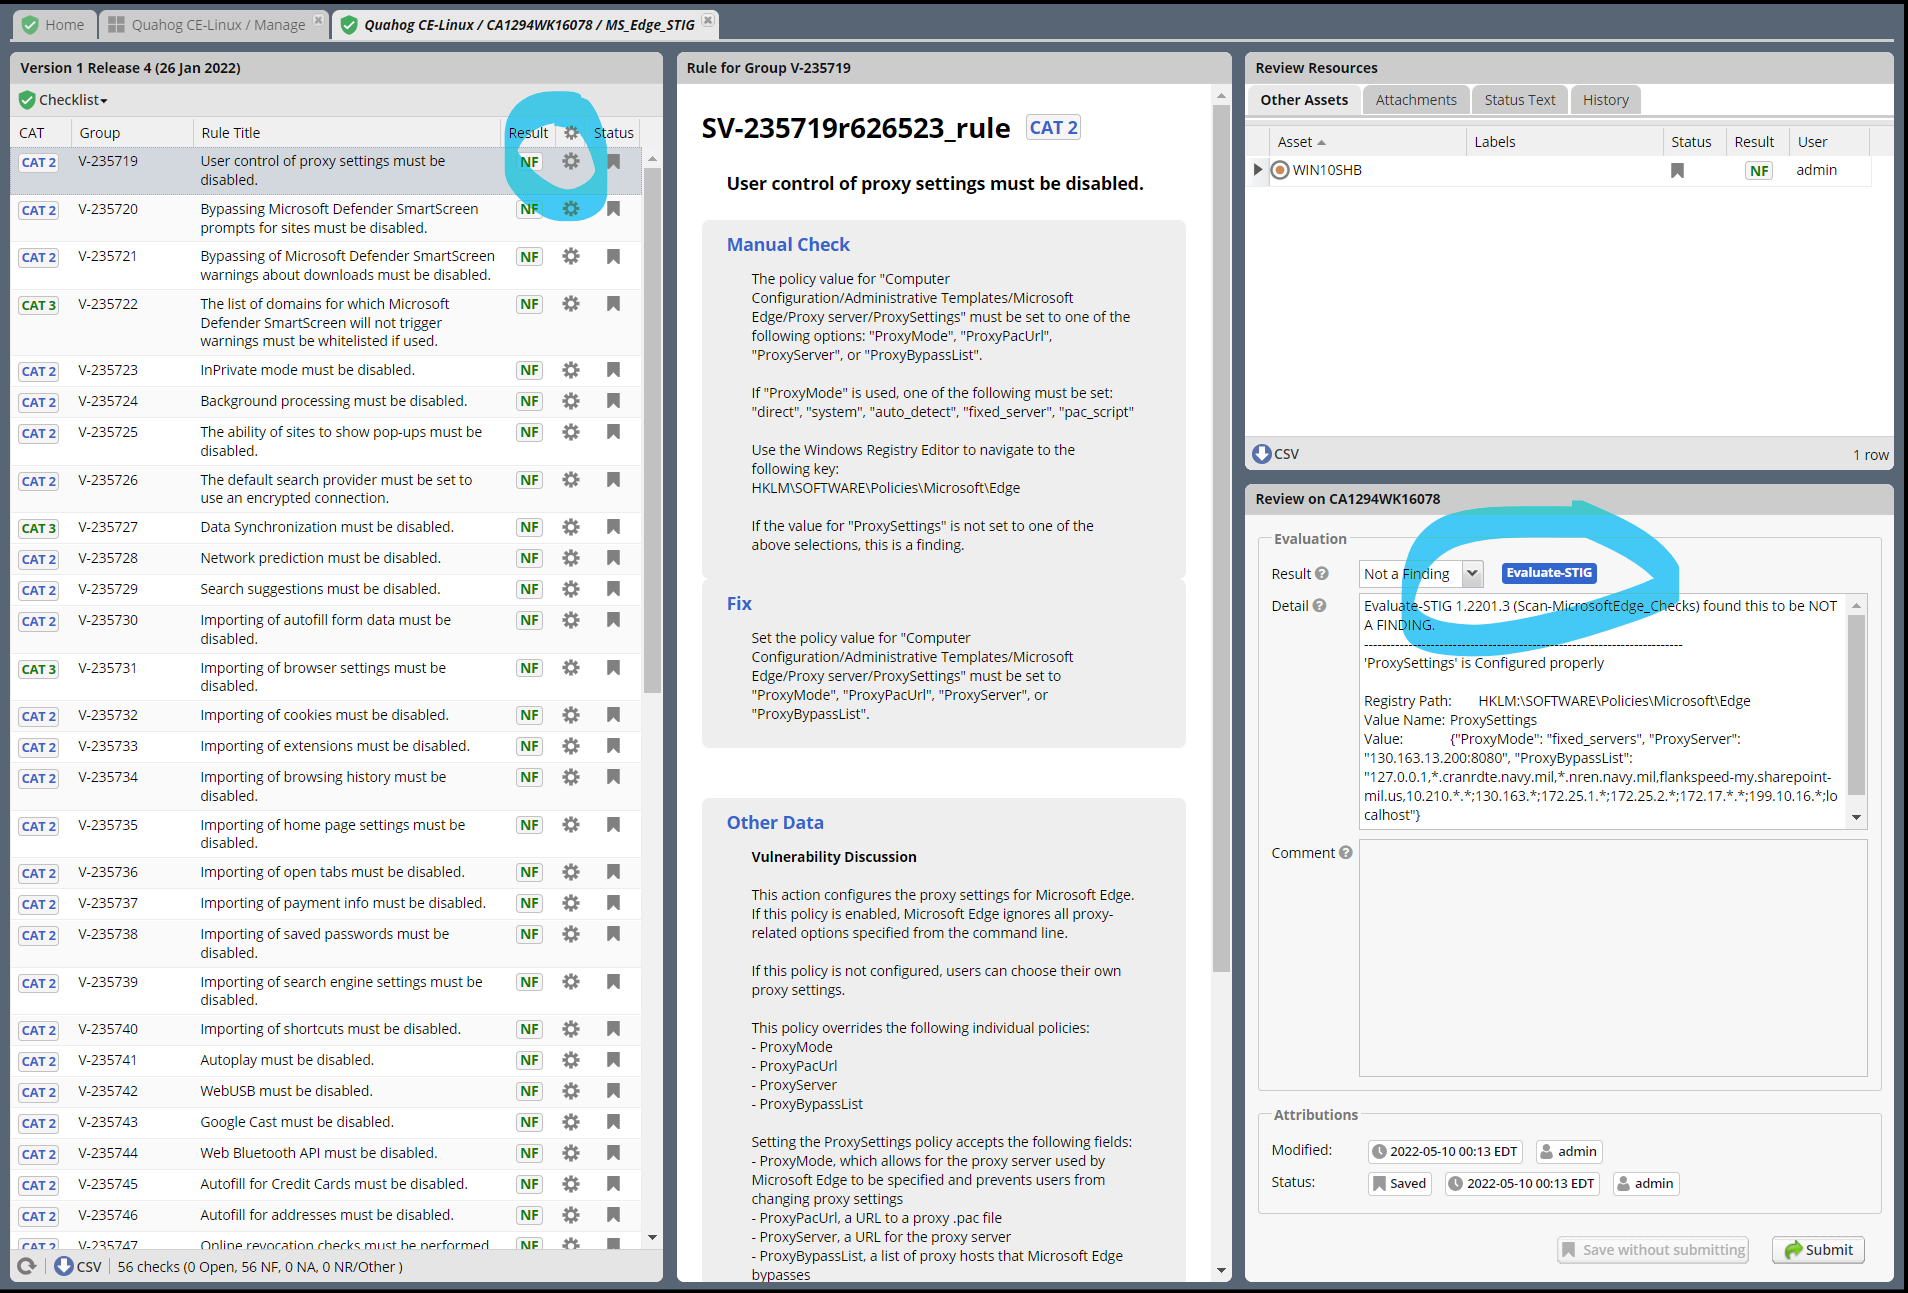 Home
Quahog CE-Linux / Manage
Quahog CE-Linux / CA1294WK16078 / MS_Edge_STIG
Version 1 Release 4 (26 Jan 2022)
Checklist
CAT Group Rule Title Result Status
CAT 2 V-235719 User control of proxy settings must be NF
disabled.
CAT 2 V-235720 Bypassing Microsoft Defender SmartScreen NF
prompts for sites must be disabled.
CAT 2 V-235721 Bypassing of Microsoft Defender SmartScreen NF
warnings about downloads must be disabled.
CAT 3 V-235722 The list of domains for which Microsoft NF
Defender SmartScreen will not trigger
warnings must be whitelisted if used.
CAT 2 V-235723 InPrivate mode must be disabled. NF
CAT 2 V-235724 Background processing must be disabled. NF
CAT 2 V-235725 The ability of sites to show pop-ups must be NF
disabled.
CAT 2 V-235726 The default search provider must be set to NF
use an encrypted connection.
CAT 3 V-235727 Data Synchronization must be disabled. NF
CAT 2 V-235728 Network prediction must be disabled. NF
CAT 2 V-235729 Search suggestions must be disabled. NF
CAT 2 V-235730 Importing of autofill form data must be NF
disabled.
CAT 3 V-235731 Importing of browser settings must be NF
disabled.
CAT 2 V-235732 Importing of cookies must be disabled. NF
CAT 2 V-235733 Importing of extensions must be disabled. NF
CAT 2 V-235734 Importing of browsing history must be NF
disabled.
CAT 2 V-235735 Importing of home page settings must be NF
disabled.
CAT 2 V-235736 Importing of open tabs must be disabled. NF
CAT 2 V-235737 Importing of payment info must be disabled. NF
CAT 2 V-235738 Importing of saved passwords must be NF
disabled.
CAT 2 V-235739 Importing of search engine settings must be NF
disabled.
CAT 2 V-235740 Importing of shortcuts must be disabled. NF
CAT 2 V-235741 Autoplay must be disabled. NF
CAT 2 V-235742 WebUSB must be disabled. NF
CAT 2 V-235743 Google Cast must be disabled. NF
CAT 2 V-235744 Web Bluetooth API must be disabled. NF
CAT 2 V-235745 Autofill for Credit Cards must be disabled. NF
CAT 2 V-235746 Autofill for addresses must be disabled. NF
CAT 2 V-235747 Online revocation checks must be performed NF
CSV 56 checks (0 Open, 56 NF, 0 NA, 0 NR/Other )
Rule for Group V-235719
SV-235719r626523_rule CAT 2
User control of proxy settings must be disabled.
Manual Check
The policy value for "Computer
Configuration/Administrative Templates/Microsoft
Edge/Proxy server/ProxySettings" must be set to one of the
following options: "ProxyMode", "ProxyPacUrl",
"ProxyServer", or "ProxyBypassList".
If "ProxyMode" is used, one of the following must be set:
"direct", "system", "auto_detect", "fixed_server", "pac_script"
Use the Windows Registry Editor to navigate to the
following key:
HKLM\SOFTWARE\Policies\Microsoft\Edge
If the value for "ProxySettings" is not set to one of the
above selections, this is a finding.
Fix
Set the policy value for "Computer
Configuration/Administrative Templates/Microsoft
Edge/Proxy server/ProxySettings" must be set to
"ProxyMode", "ProxyPacUrl", "ProxyServer", or
"ProxyBypassList".
Other Data
Vulnerability Discussion
This action configures the proxy settings for Microsoft Edge.
If this policy is enabled, Microsoft Edge ignores all proxy-
related options specified from the command line.
If this policy is not configured, users can choose their own
proxy settings.
This policy overrides the following individual policies:
- ProxyMode
- ProxyPacUrl
- ProxyServer
- ProxyBypassList
Setting the ProxySettings policy accepts the following fields:
- ProxyMode, which allows for the proxy server used by
Microsoft Edge to be specified and prevents users from
changing proxy settings
- ProxyPacUrl, a URL to a proxy .pac file
- ProxyServer, a URL for the proxy server
- ProxyBypassList, a list of proxy hosts that Microsoft Edge
bypasses
Review Resources
Other Assets Attachments Status Text History
Asset Labels Status Result User
WIN10SHB NF admin
CSV 1 row
Review on CA1294WK16078
Evaluation
Result Not a Finding Evaluate-STIG
Detail Evaluate-STIG 1.2201.3 (Scan-MicrosoftEdge_Checks) found this to be NOT
A FINDING.
------------------------------------------------------------------------
'ProxySettings' is Configured properly
Registry Path: HKLM:\SOFTWARE\Policies\Microsoft\Edge
Value Name: ProxySettings
Value: {"ProxyMode": "fixed_servers", "ProxyServer":
"130.163.13.200:8080", "ProxyBypassList":
"127.0.0.1,*.cranrdte.navy.mil,*.nren.navy.mil,flankspeed-my.sharepoint-
mil.us,10.210.*.*;130.163.*;172.25.1.*;172.25.2.*;172.17.*.*;199.10.16.*;lo
calhost"}
Comment
Attributions
Modified: 2022-05-10 00:13 EDT admin
Status: Saved 2022-05-10 00:13 EDT admin
Save without submitting Submit